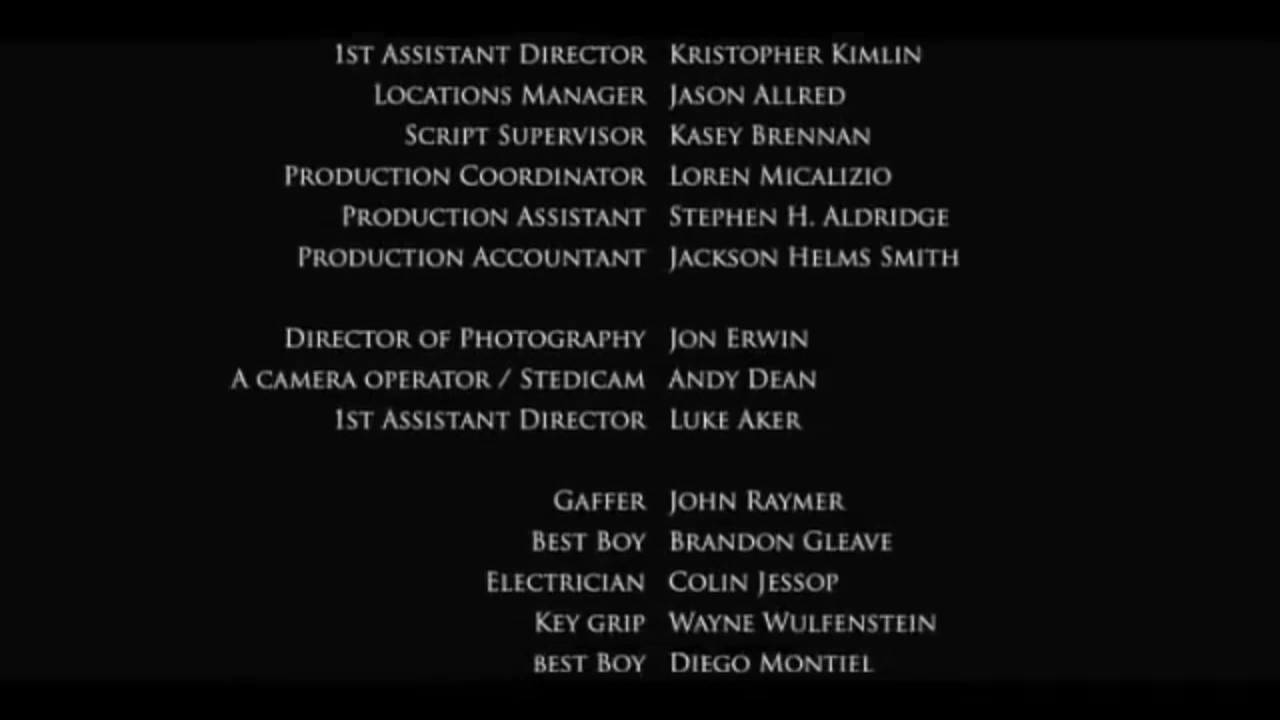 1st Assistant Director Kristopher Kimlin
Locations Manager Jason Allred
Script Supervisor Kasey Brennan
Production Coordinator Loren Micalizio
Production Assistant Stephen H. Aldridge
Production Accountant Jackson Helms Smith
Director of Photography Jon Erwin
A camera operator / Stedicam Andy Dean
1st Assistant Director Luke Aker
Gaffer John Raymer
Best Boy Brandon Gleave
Electrician Colin Jessop
Key grip Wayne Wulfenstein
best Boy Diego Montiel